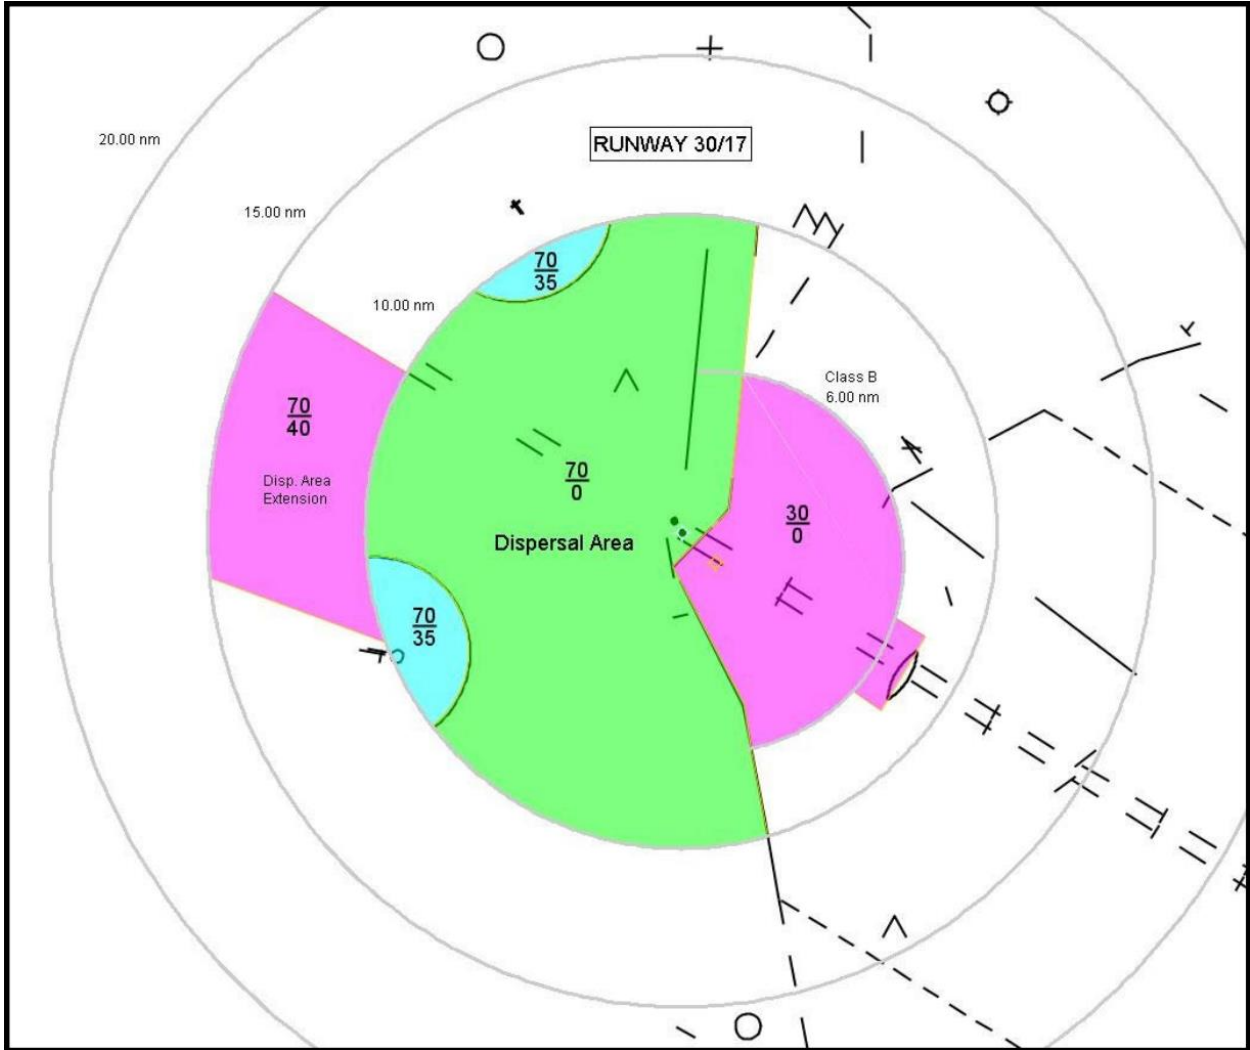 20.00 nm
RUNWAY 30/17
15.00 nm
70
35
10.00 nm
Class B
6.00 nm
70
40
Disp. Area
Extension
70
0
30
0
Dispersal Area
70
35